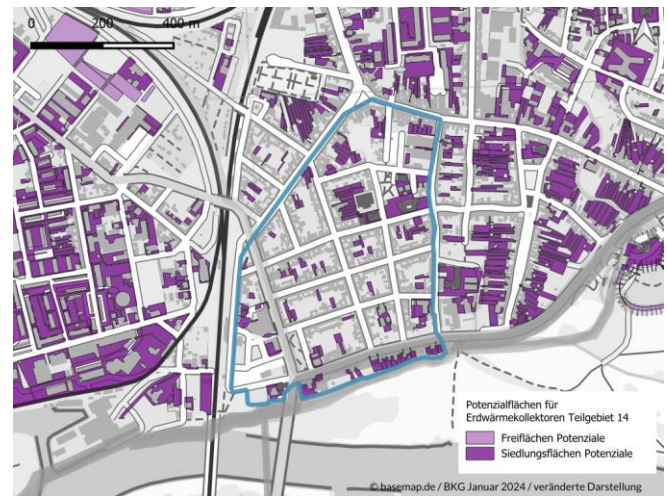 0 200 400 m
Potenzialflächen für
Erdwärmekollektoren Teilgebiet 14
Freiflächen Potenziale
Siedlungsflächen Potenziale
© basemap.de / BKG Januar 2024 / veränderte Darstellung